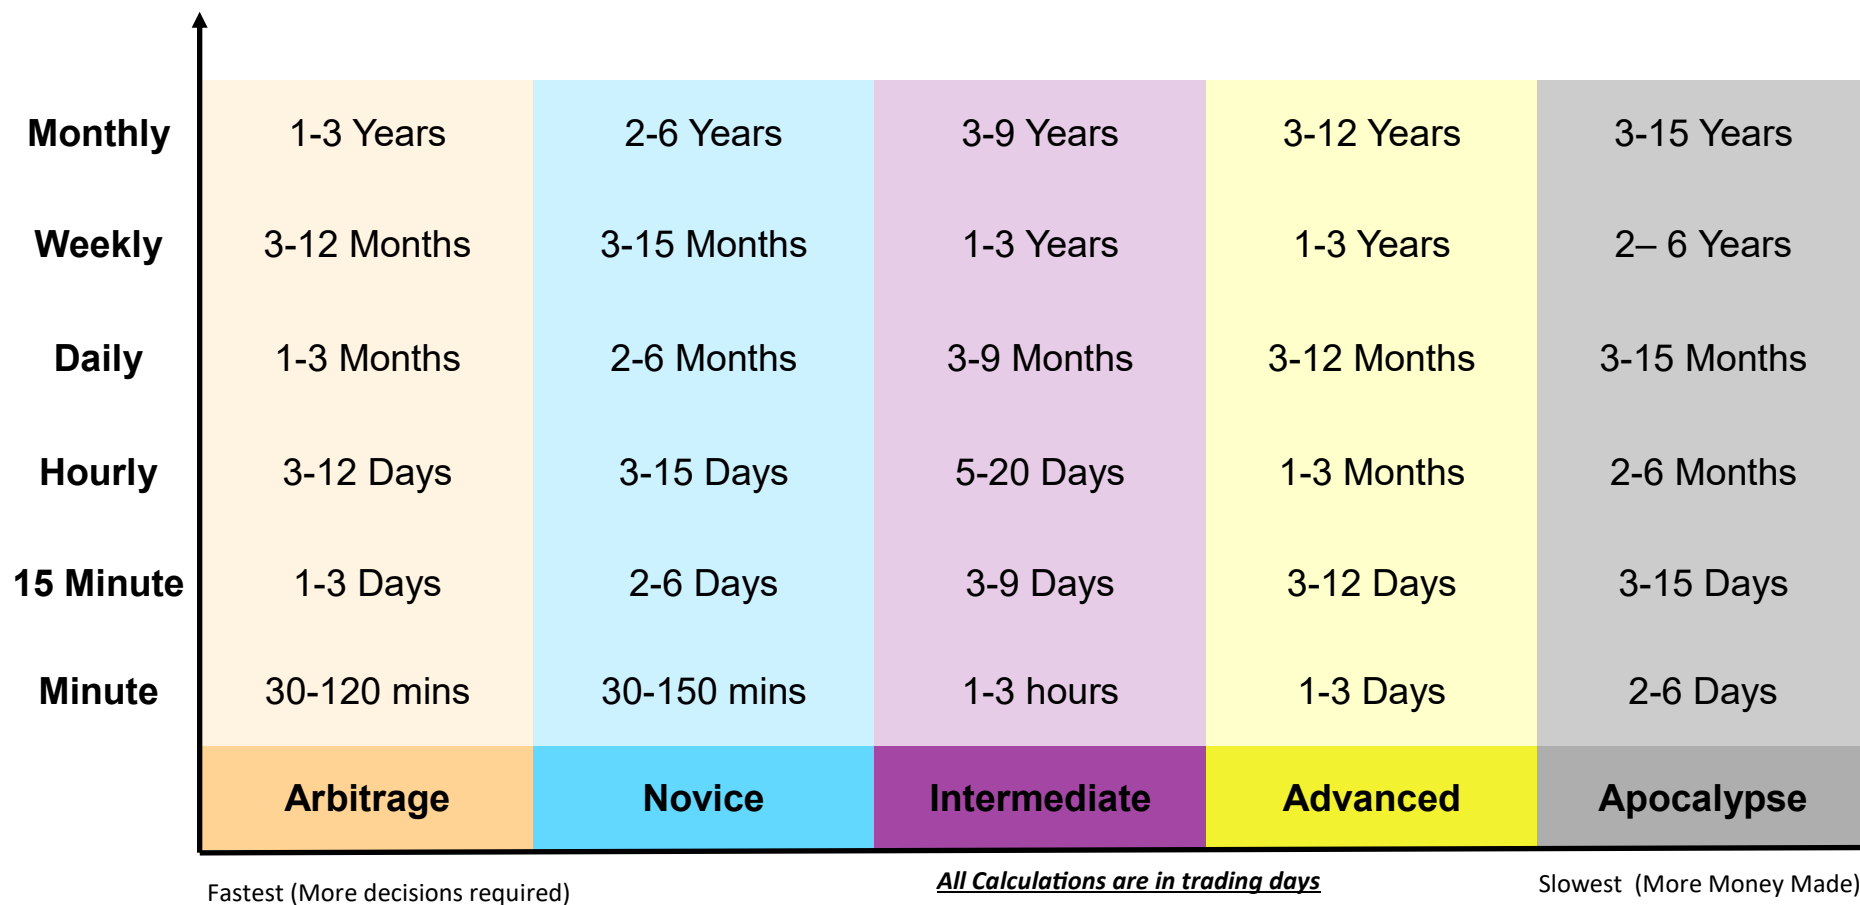 Monthly 1-3 Years 2-6 Years 3-9 Years 3-12 Years 3-15 Years
Weekly 3-12 Months 3-15 Months 1-3 Years 1-3 Years 2– 6 Years
Daily 1-3 Months 2-6 Months 3-9 Months 3-12 Months 3-15 Months
Hourly 3-12 Days 3-15 Days 5-20 Days 1-3 Months 2-6 Months
15 Minute 1-3 Days 2-6 Days 3-9 Days 3-12 Days 3-15 Days
Minute 30-120 mins 30-150 mins 1-3 hours 1-3 Days 2-6 Days
Arbitrage Novice Intermediate Advanced Apocalypse
Fastest (More decisions required) All Calculations are in trading days Slowest (More Money Made)